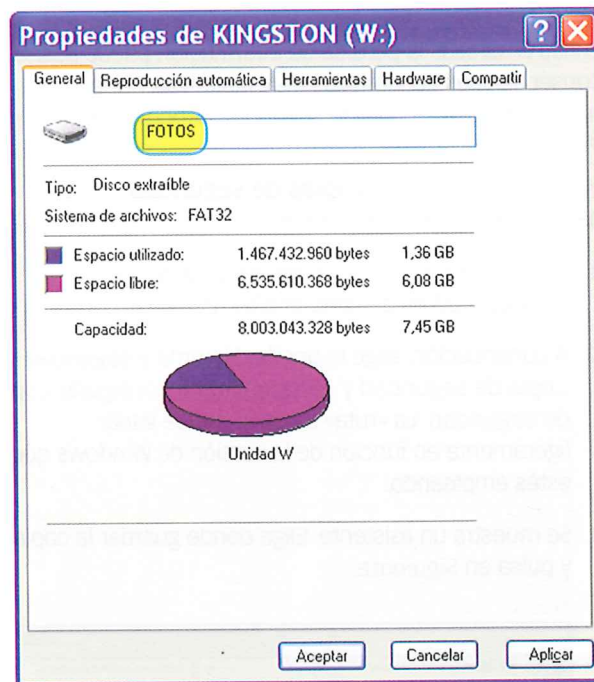 Propiedades de KINGSTON (W:)
General Reproducción automática Herramientas Hardware Compartir
FOTOS
Tipo: Disco extraíble
Sistema de archivos: FAT32
Espacio utilizado: 1.467.432.960 bytes 1,36 GB
Espacio libre: 6.535.610.368 bytes 6,08 GB
Capacidad: 8.003.043.328 bytes 7,45 GB
Unidad W
Aceptar Cancelar Aplicar